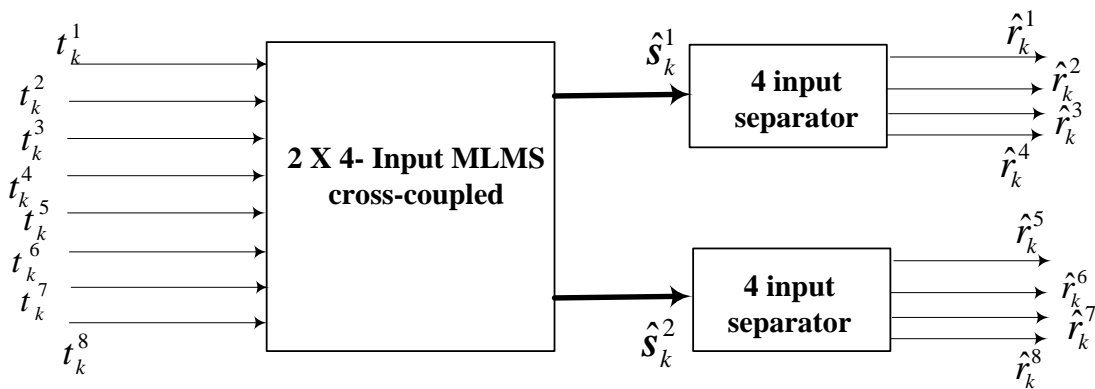 t_k^1
t_k^2
t_k^3
t_k^4
t_k^5
t_k^6
t_k^7
t_k^8
2 X 4- Input MLMS
cross-coupled
ŝ_k^1
4 input
separator
r̂_k^1
r̂_k^2
r̂_k^3
r̂_k^4
ŝ_k^2
4 input
separator
r̂_k^5
r̂_k^6
r̂_k^7
r̂_k^8